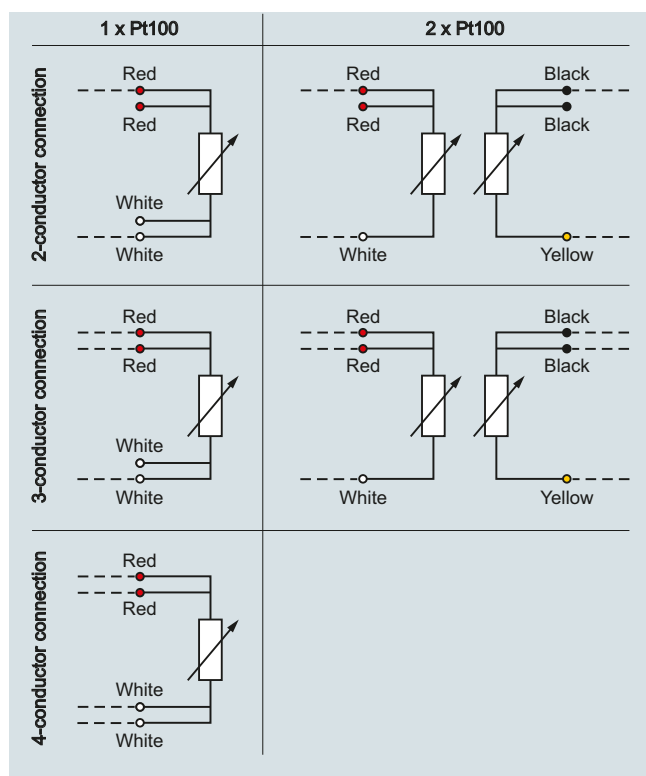 1 x Pt100
2 x Pt100
2-conductor connection
Red
Red
White
White
Red
Red
White
Black
Black
Yellow
3-conductor connection
Red
Red
White
White
Red
Red
White
Black
Black
Yellow
4-conductor connection
Red
Red
White
White